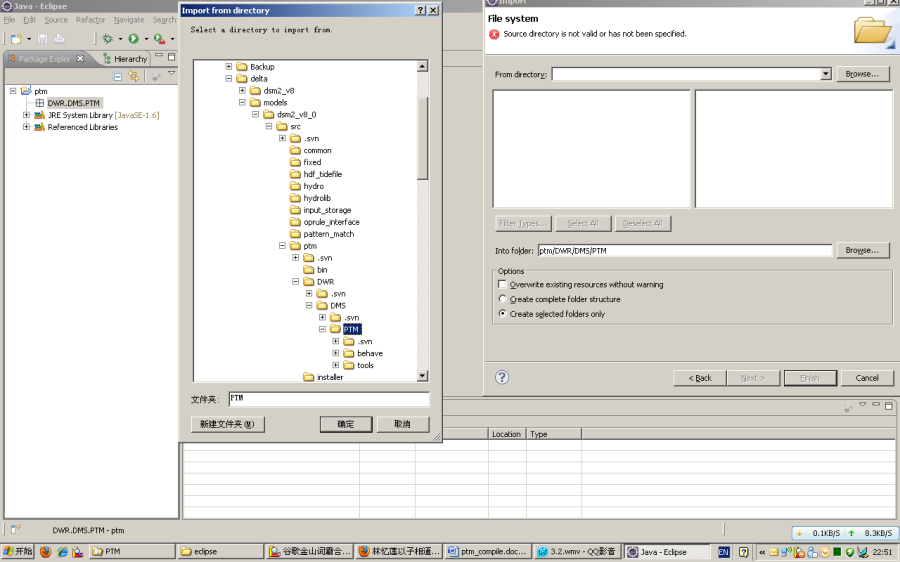 Java - Eclipse
File Edit Source Refactor Navigate Search
Package Explor
Hierarchy
ptm
DWR.DMS.PTM
JRE System Library [JavaSE-1.6]
Referenced Libraries
Import from directory
Select a directory to import from.
Backup
delta
dsm2_v8
models
dsm2_v8_0
src
.svn
common
fixed
hdf_tidefile
hydro
hydrolib
input_storage
oprule_interface
pattern_match
ptm
.svn
bin
DWR
.svn
DMS
.svn
PTM
.svn
behave
tools
installer
文件夹:
PTM
新建文件夹(M)
确定
取消
Import
File system
Source directory is not valid or has not been specified.
From directory:
Browse...
Filter Types...
Select All
Deselect All
Into folder:
ptm/DWR/DMS/PTM
Browse...
Options
Overwrite existing resources without warning
Create complete folder structure
Create selected folders only
< Back
Next >
Finish
Cancel
Location
Type
DWR.DMS.PTM - ptm
0.1KB/S
8.3KB/S
开始
PTM
eclipse
谷歌金山词霸合...
林忆莲以子相逼...
ptm_compile.doc...
3.2.wmv - QQ影音
Java - Eclipse
EN
22:51